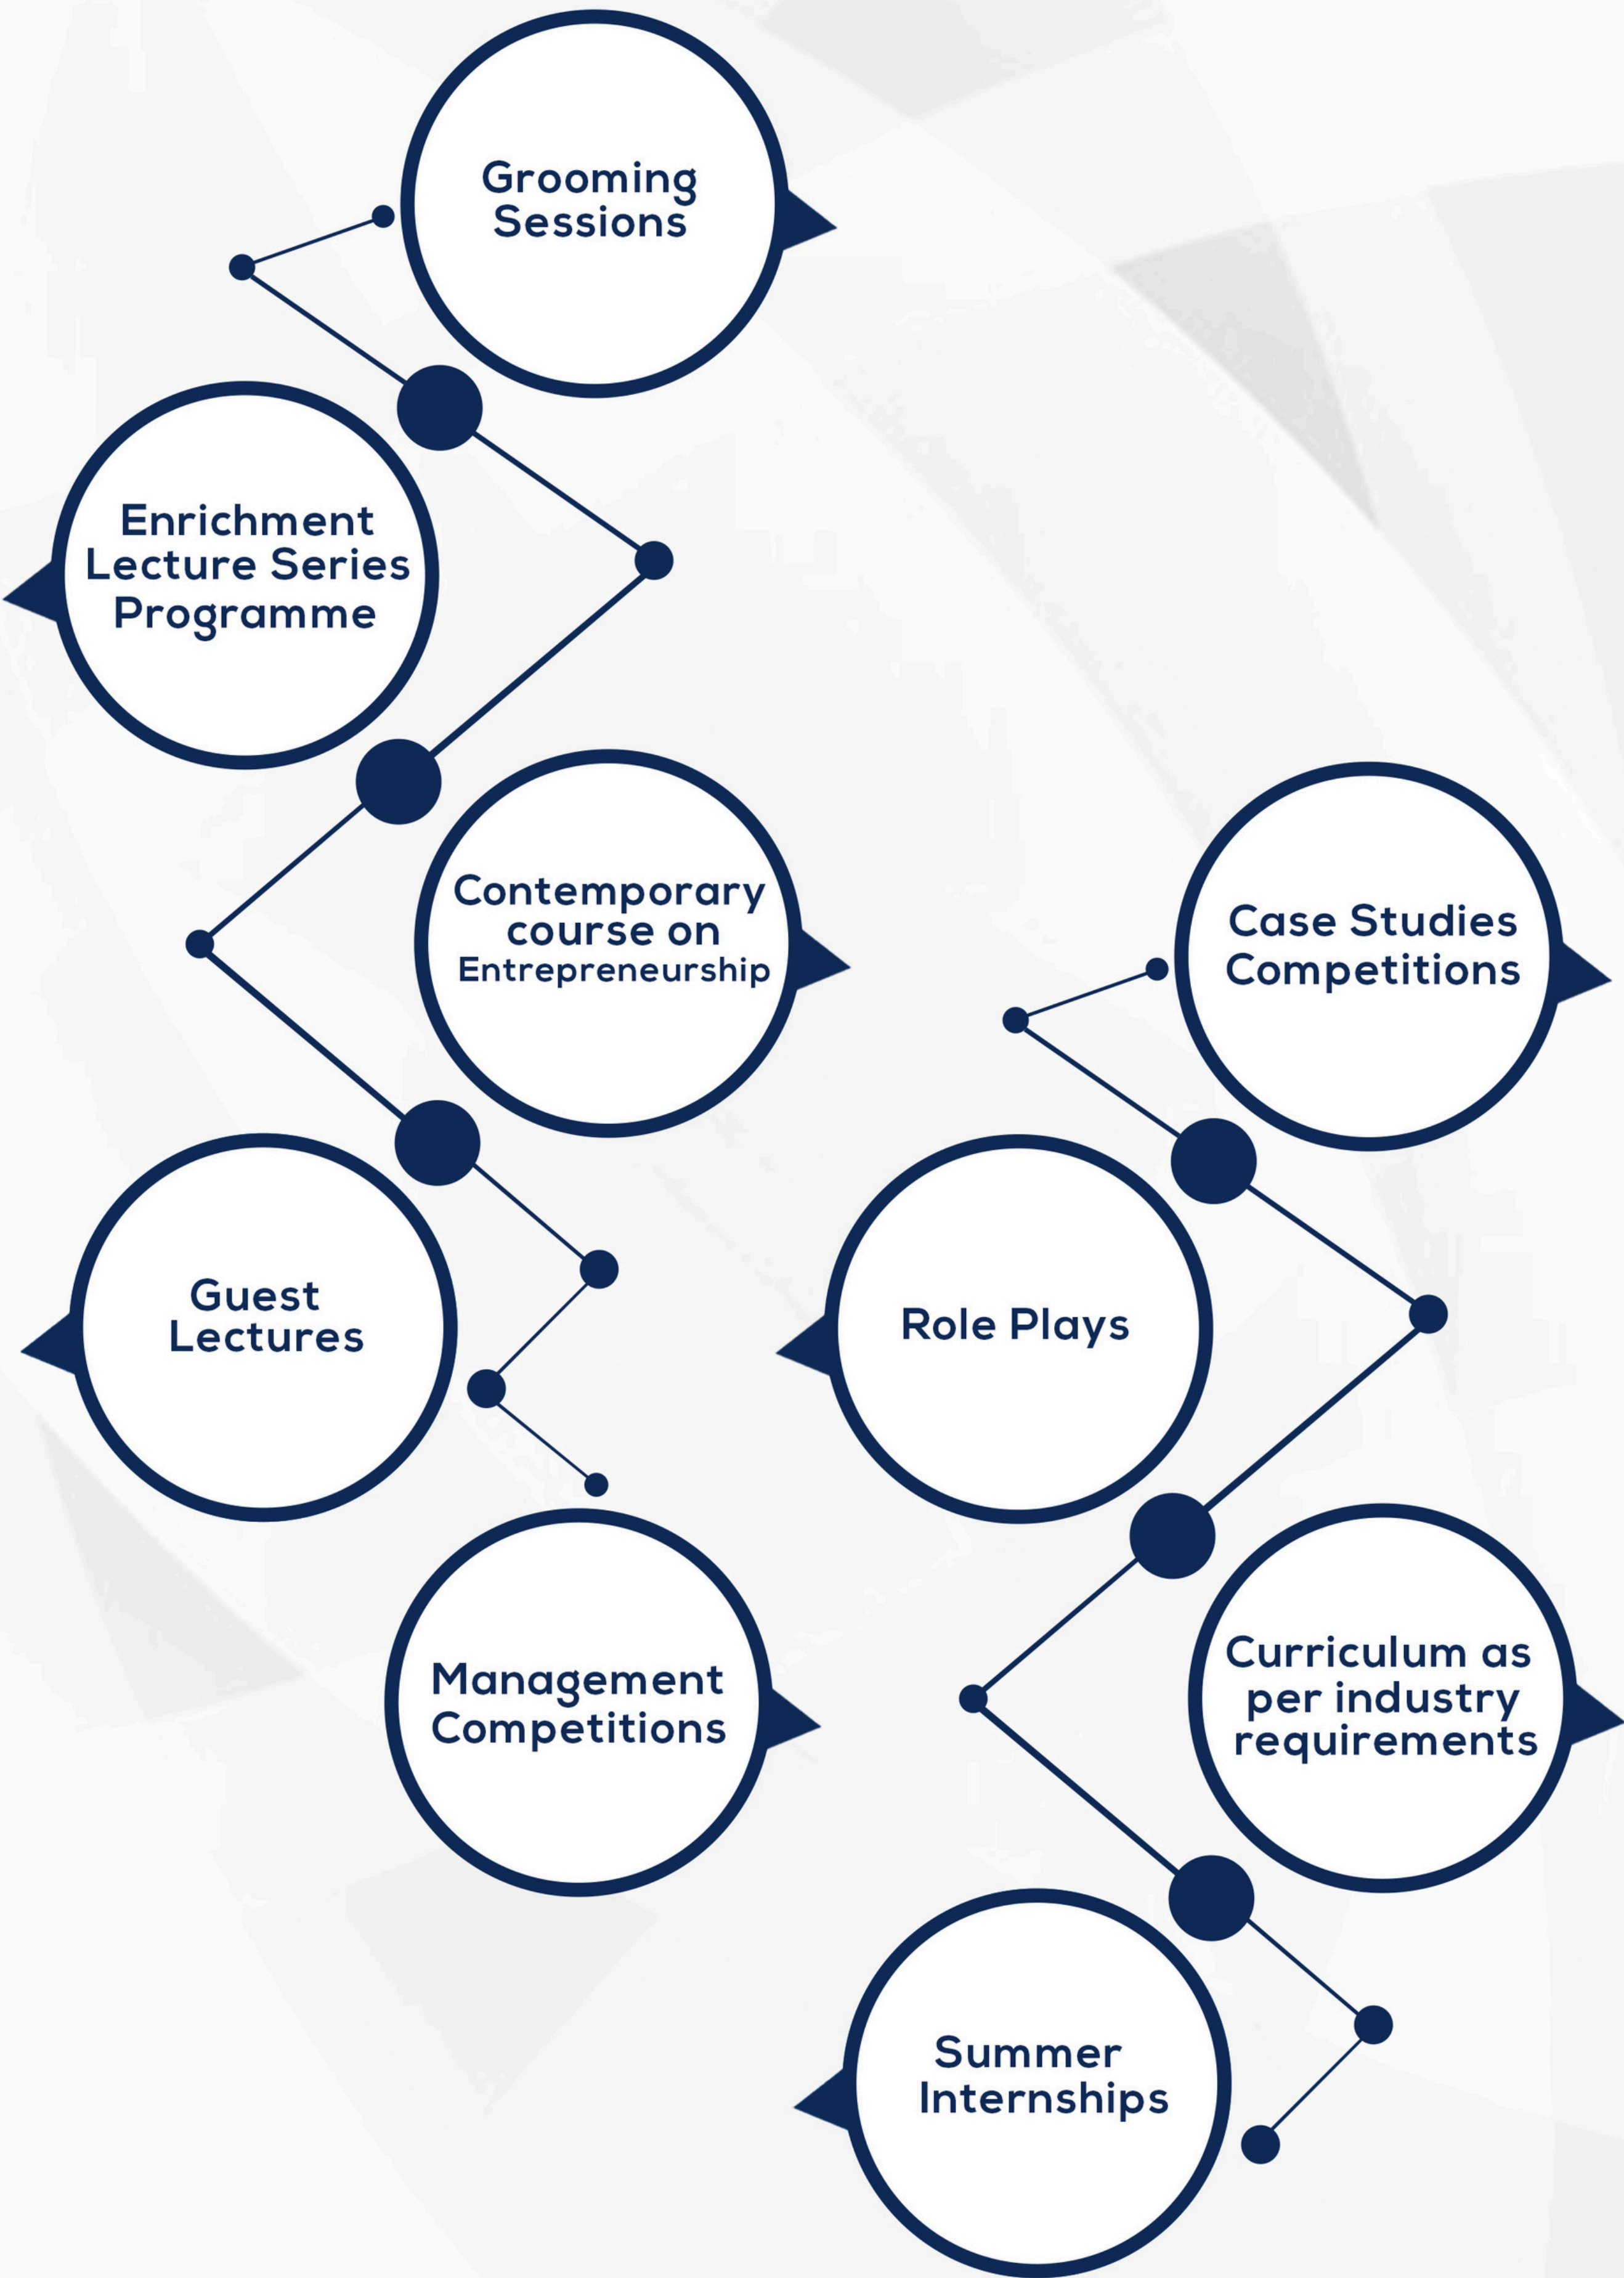 Grooming
Sessions
Enrichment
Lecture Series
Programme
Contemporary
course on
Entrepreneurship
Guest
Lectures
Management
Competitions
Case Studies
Competitions
Role Plays
Curriculum as
per industry
requirements
Summer
Internships